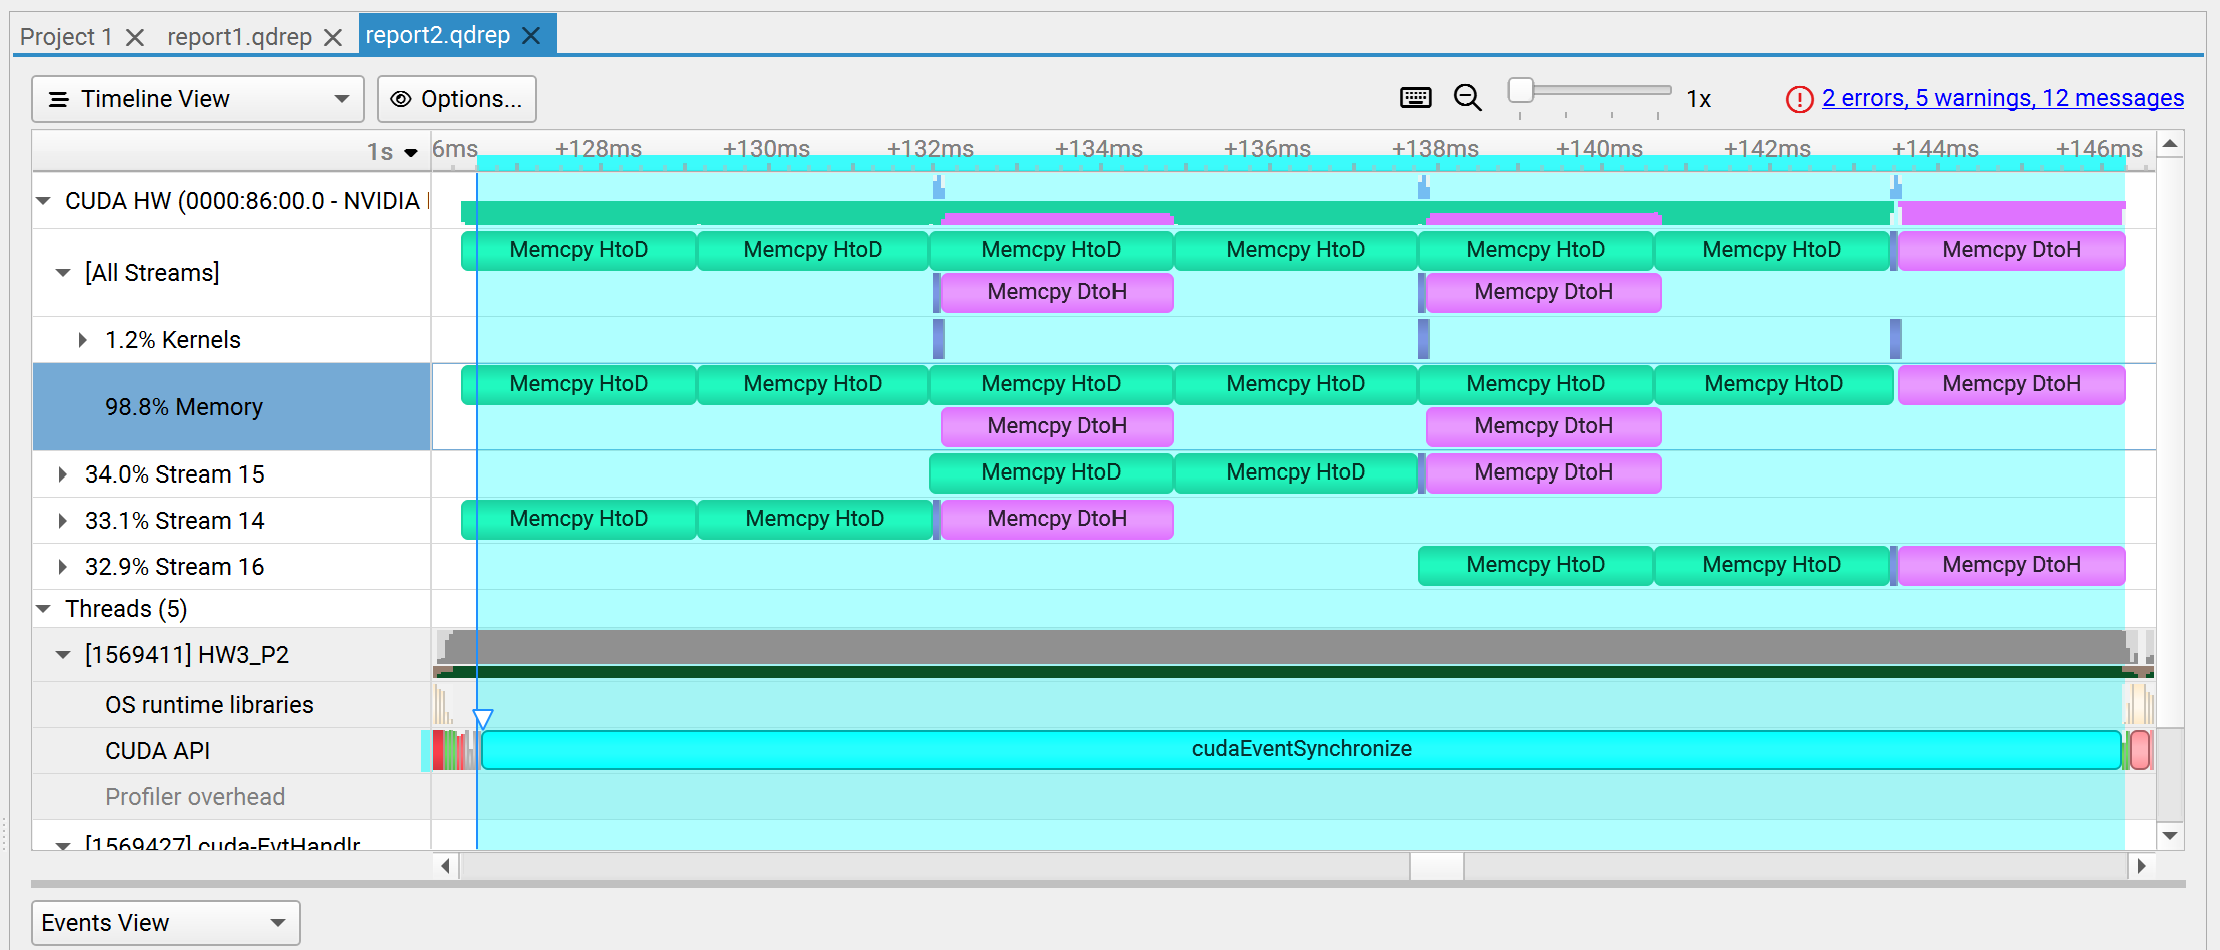 Project 1 report1.qdrep report2.qdrep
Timeline View Options... 1x 2 errors, 5 warnings, 12 messages
1s 6ms +128ms +130ms +132ms +134ms +136ms +138ms +140ms +142ms +144ms +146ms
CUDA HW (0000:86:00.0 - NVIDIA
[All Streams] Memcpy HtoD Memcpy HtoD Memcpy HtoD Memcpy HtoD Memcpy HtoD Memcpy HtoD Memcpy DtoH
Memcpy DtoH Memcpy DtoH
1.2% Kernels
98.8% Memory Memcpy HtoD Memcpy HtoD Memcpy HtoD Memcpy HtoD Memcpy HtoD Memcpy HtoD Memcpy DtoH
Memcpy DtoH Memcpy DtoH
34.0% Stream 15 Memcpy HtoD Memcpy HtoD Memcpy DtoH
33.1% Stream 14 Memcpy HtoD Memcpy HtoD Memcpy DtoH
32.9% Stream 16 Memcpy HtoD Memcpy HtoD Memcpy DtoH
Threads (5)
[1569411] HW3_P2
OS runtime libraries
CUDA API cudaEventSynchronize
Profiler overhead
[1569427] cuda-EvtHandlr
Events View